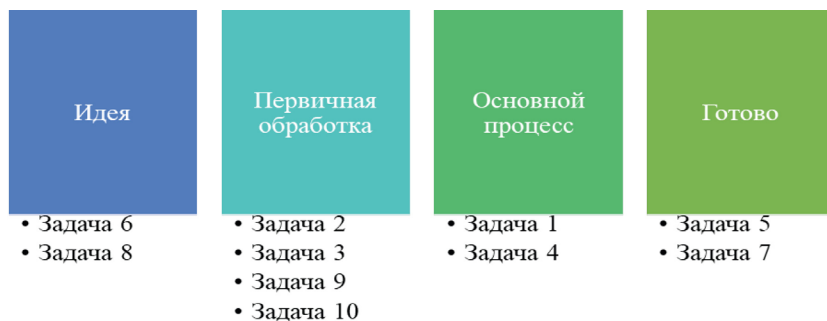 Идея
Первичная
обработка
Основной
процесс
Готово
• Задача 6
• Задача 8
• Задача 2
• Задача 3
• Задача 9
• Задача 10
• Задача 1
• Задача 4
• Задача 5
• Задача 7